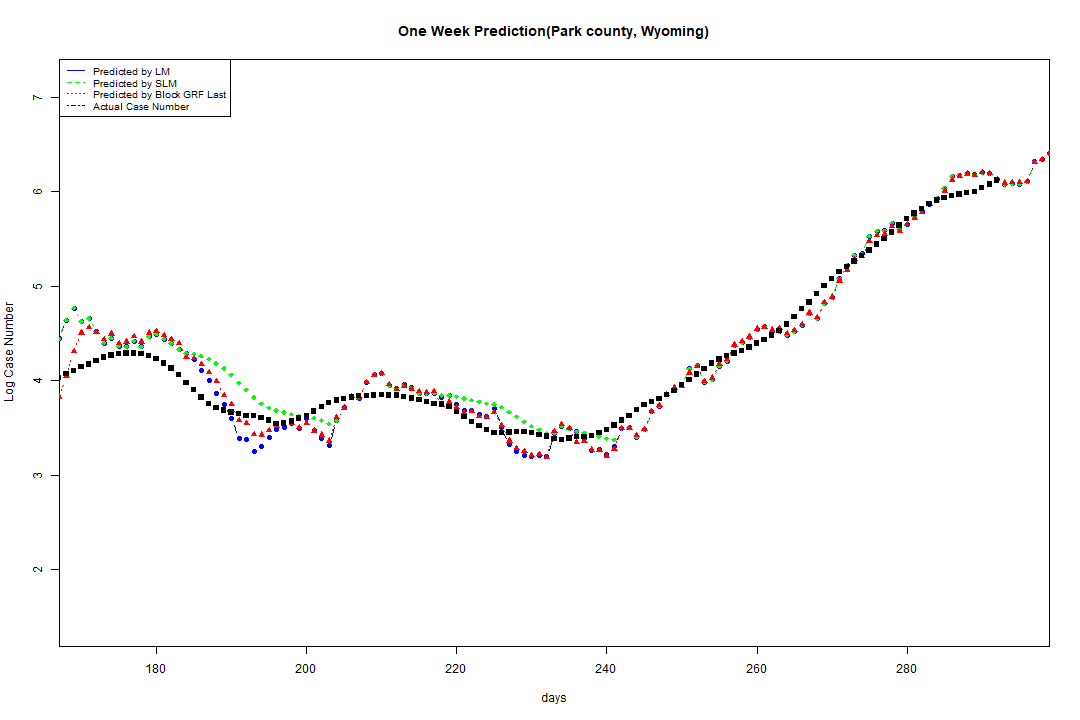 One Week Prediction(Park county, Wyoming)
Predicted by LM
Predicted by SLM
Predicted by Block GRF Last
Actual Case Number
7
6
5
4
3
2
Log Case Number
180 200 220 240 260 280
days